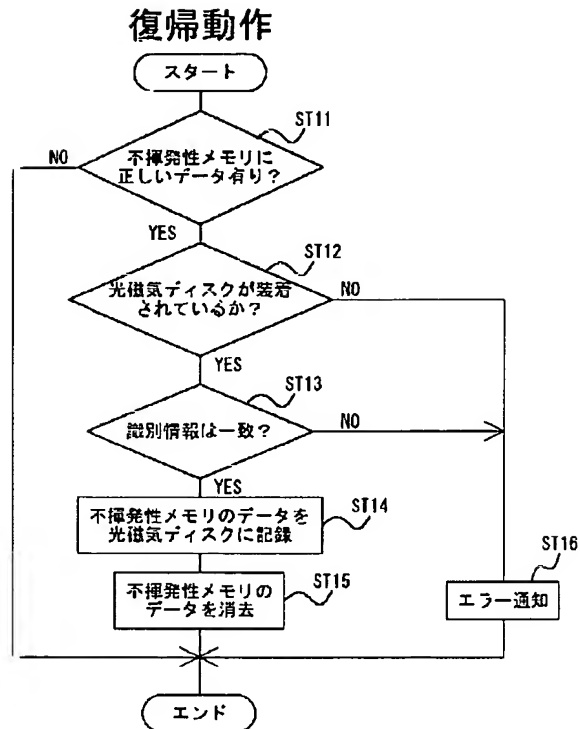 復帰動作
スタート
ST11
不揮発性メモリに
正しいデータ有り？
NO
YES
ST12
光磁気ディスクが装着
されているか？
NO
YES
ST13
識別情報は一致？
NO
YES
不揮発性メモリのデータを
光磁気ディスクに記録
ST14
不揮発性メモリの
データを消去
ST15
ST16
エラー通知
エンド